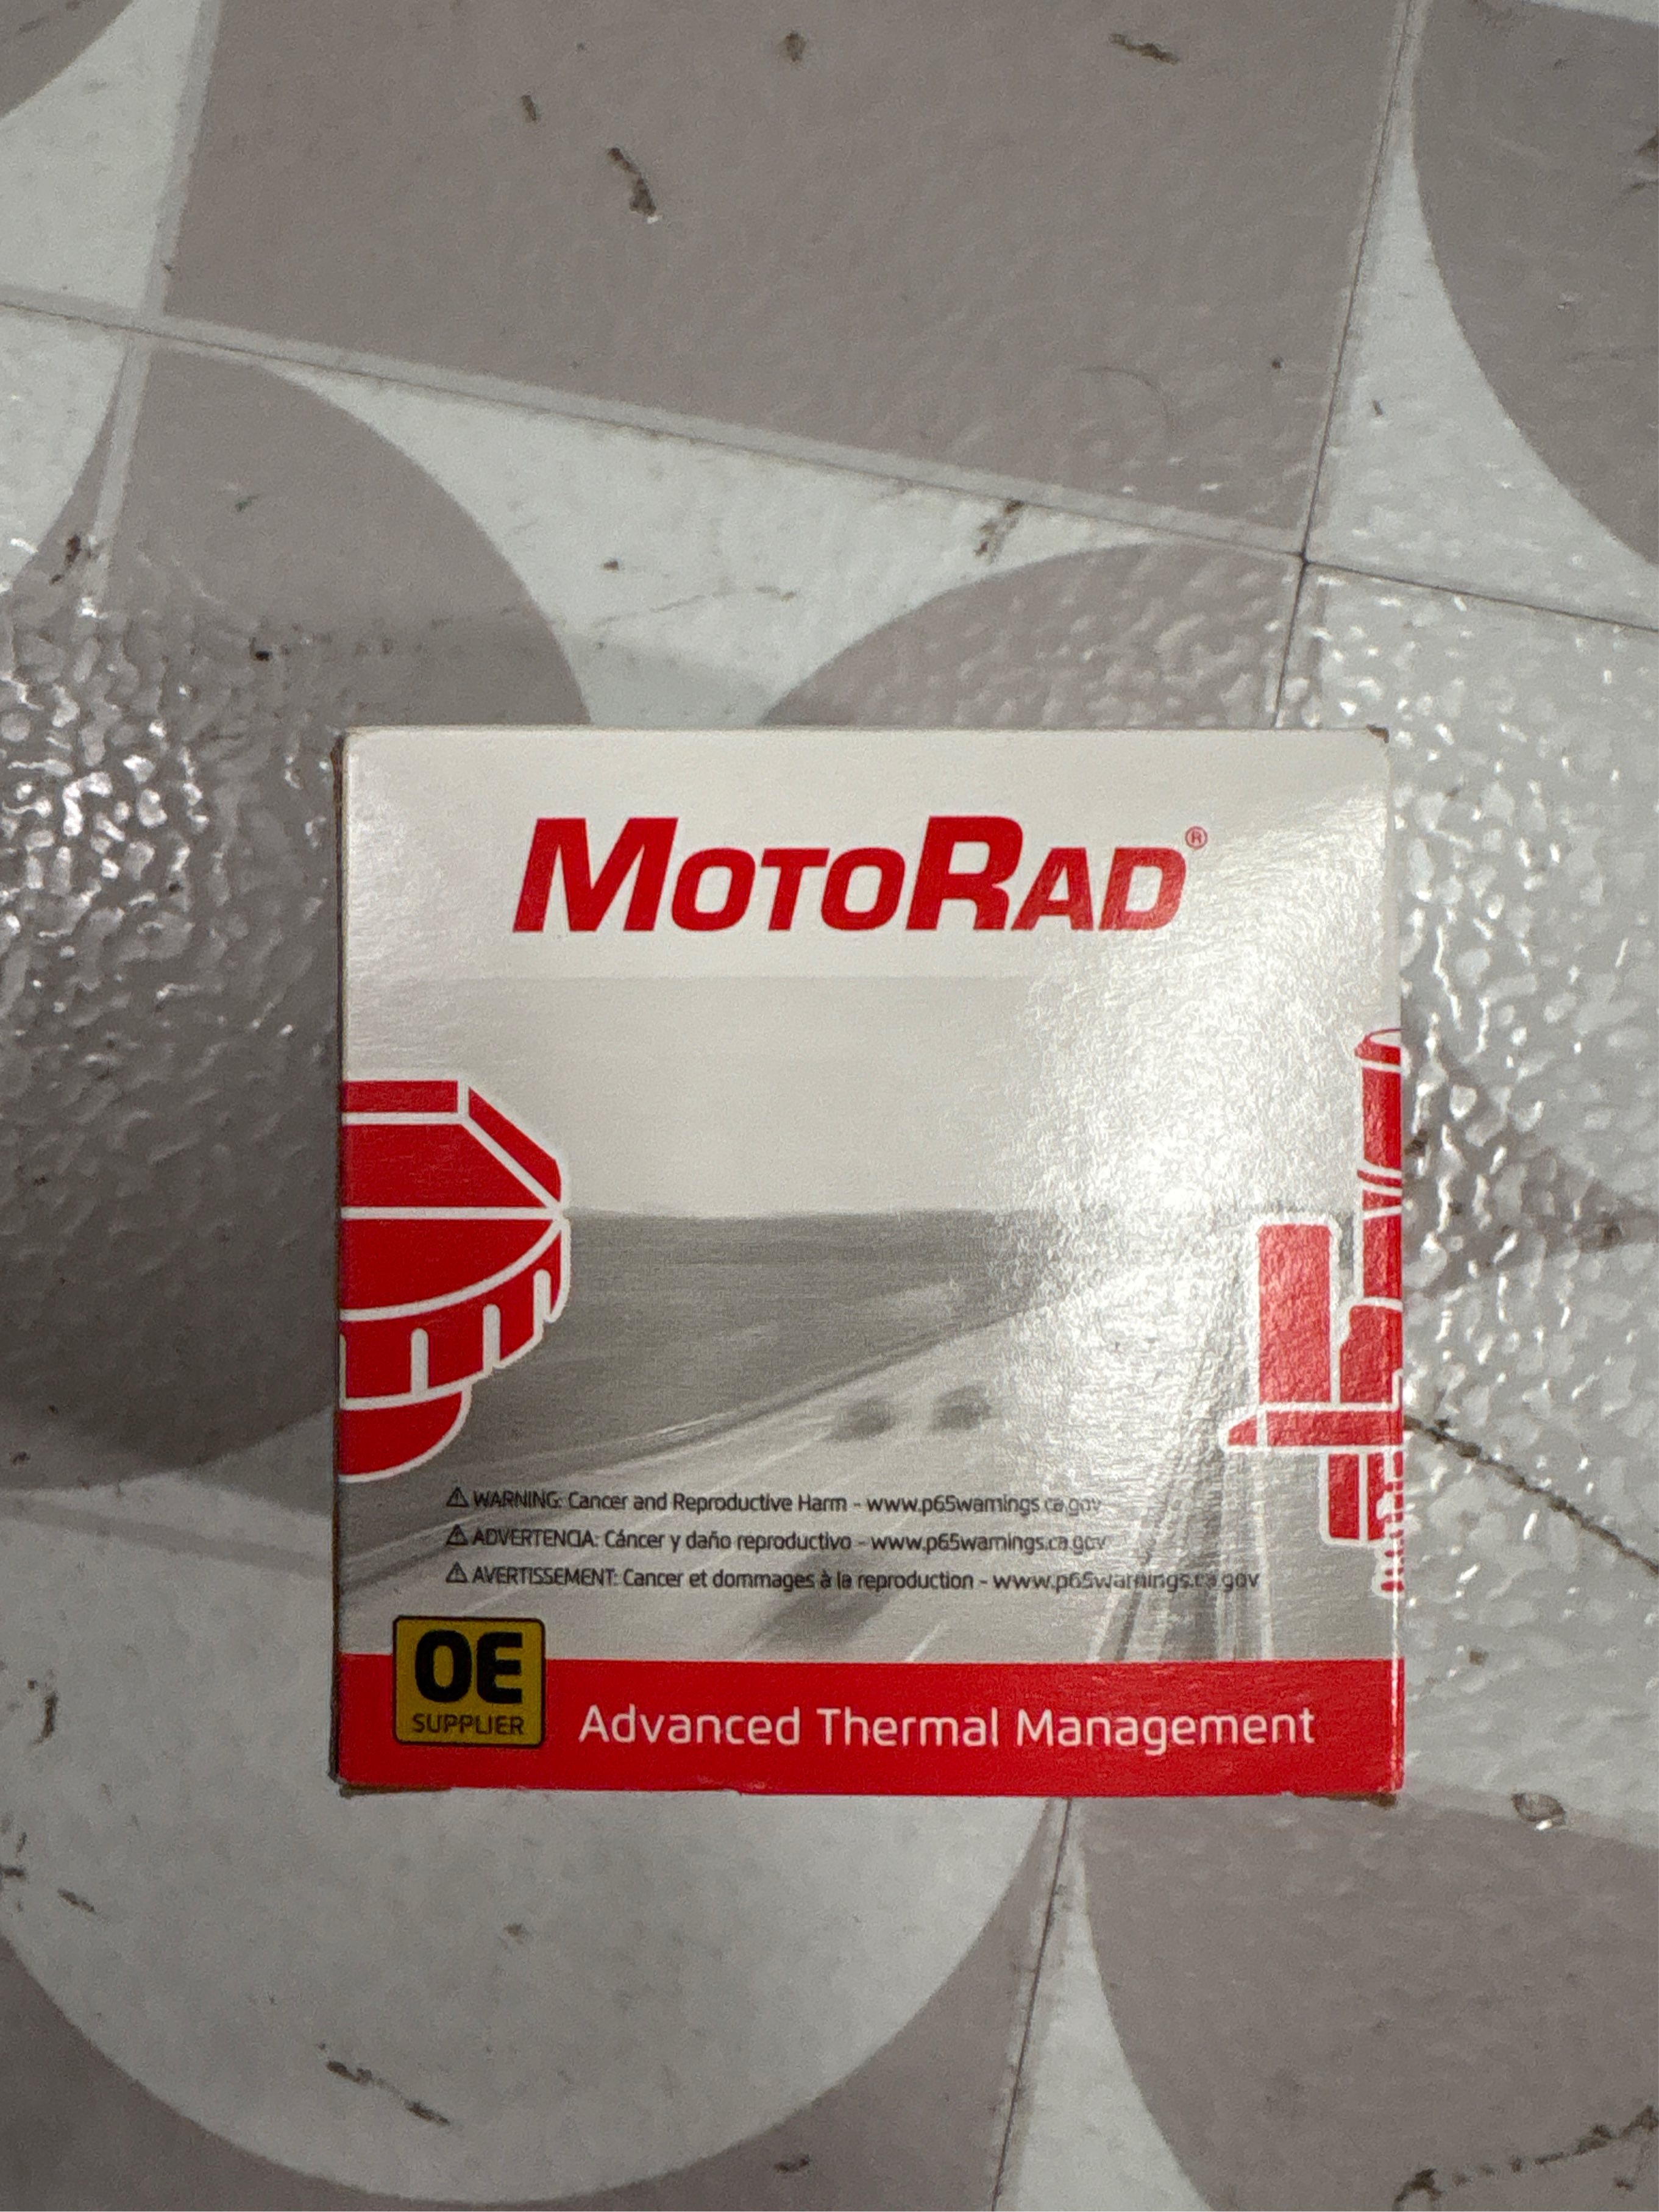 MOTORAD®
⚠ WARNING: Cancer and Reproductive Harm - www.p65warnings.ca.gov
⚠ ADVERTENCIA: Cáncer y daño reproductivo - www.p65warnings.ca.gov
⚠ AVERTISSEMENT: Cancer et dommages à la reproduction - www.p65warnings.ca.gov
OE
SUPPLIER
Advanced Thermal Management